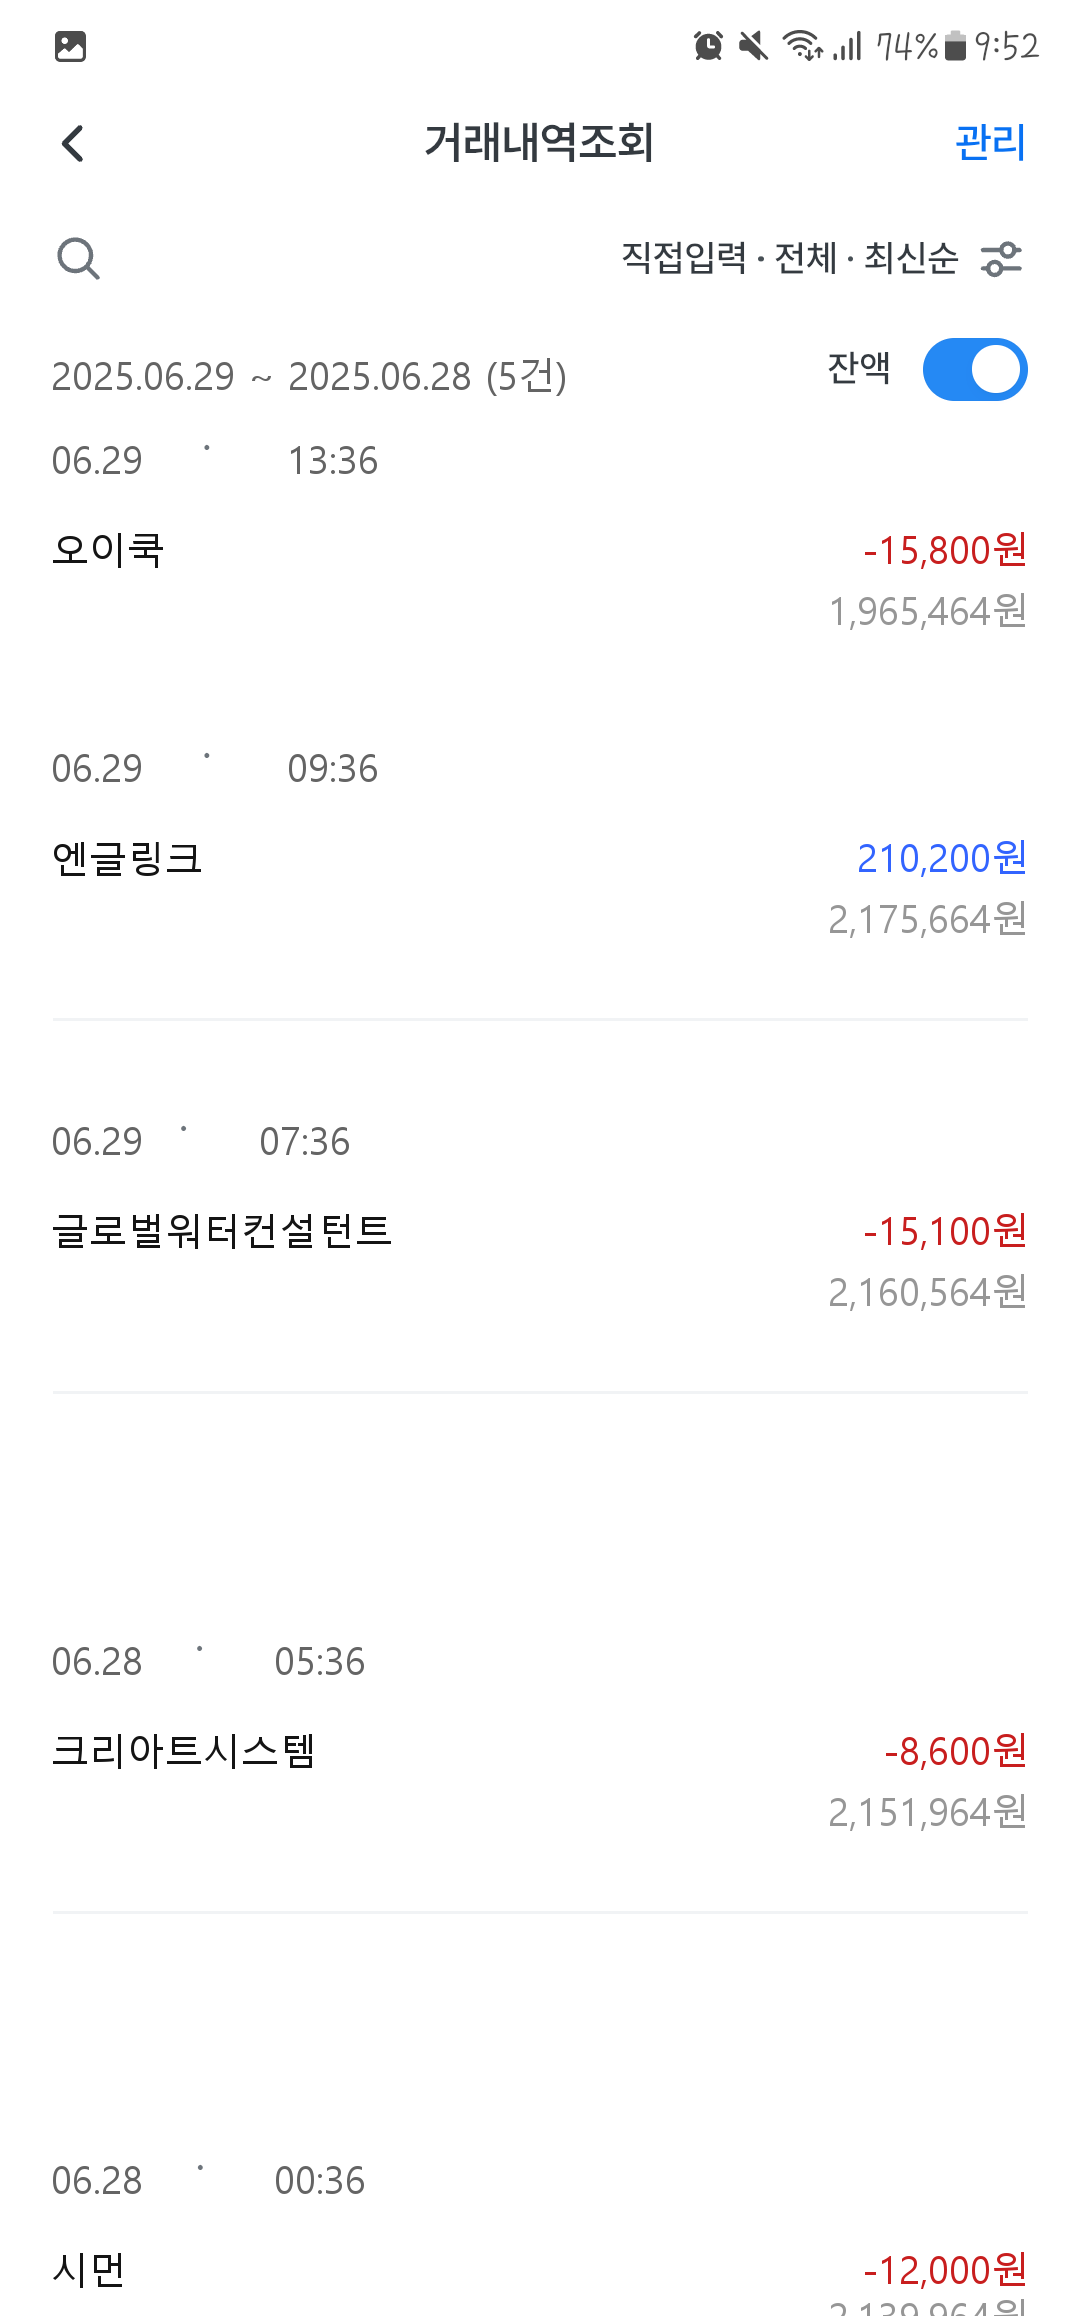 74% 9:52
거래내역조회 관리
직접입력 · 전체 · 최신순
2025.06.29 ~ 2025.06.28 (5건) 잔액
06.29 · 13:36
오이쿡 -15,800원
1,965,464원
06.29 · 09:36
엔글링크 210,200원
2,175,664원
06.29 · 07:36
글로벌워터컨설턴트 -15,100원
2,160,564원
06.28 · 05:36
크리아트시스템 -8,600원
2,151,964원
06.28 · 00:36
시먼 -12,000원
2,139,964원